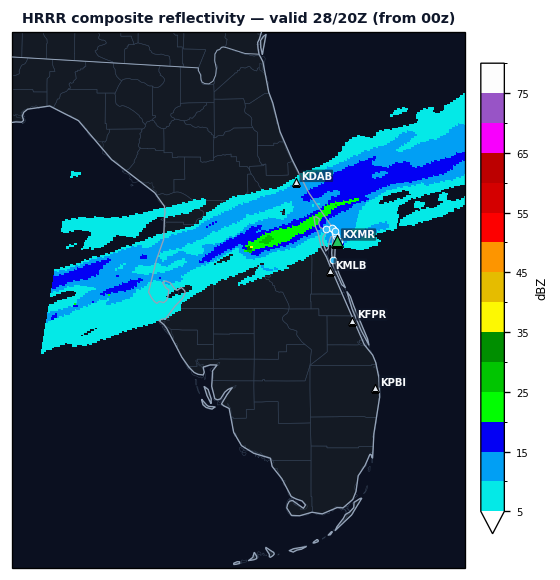 HRRR composite reflectivity — valid 28/20Z (from 00z)
75
65
55
45
35
25
15
5
dBZ
KDAB
KXMR
KMLB
KFPR
KPBI